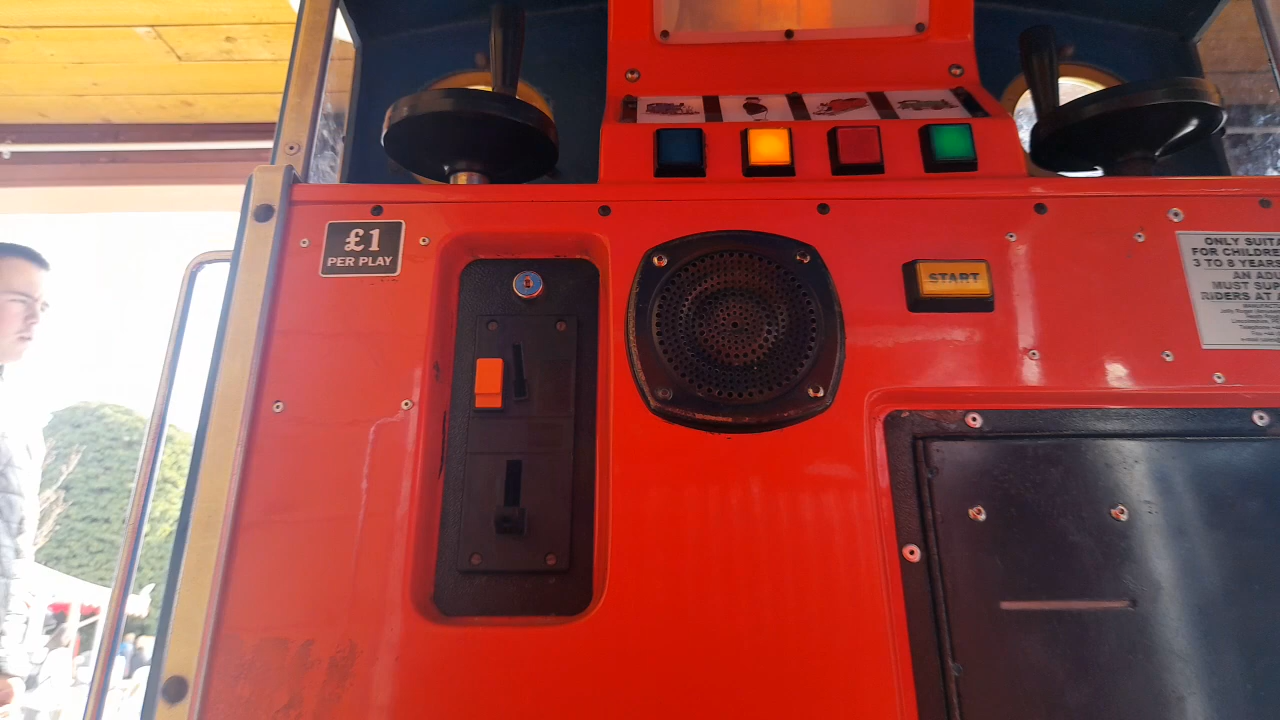 £1
PER PLAY
START
ONLY SUITA
FOR CHILDRE
3 TO 8 YEARS
AN ADU
MUST SUP
RIDERS AT A